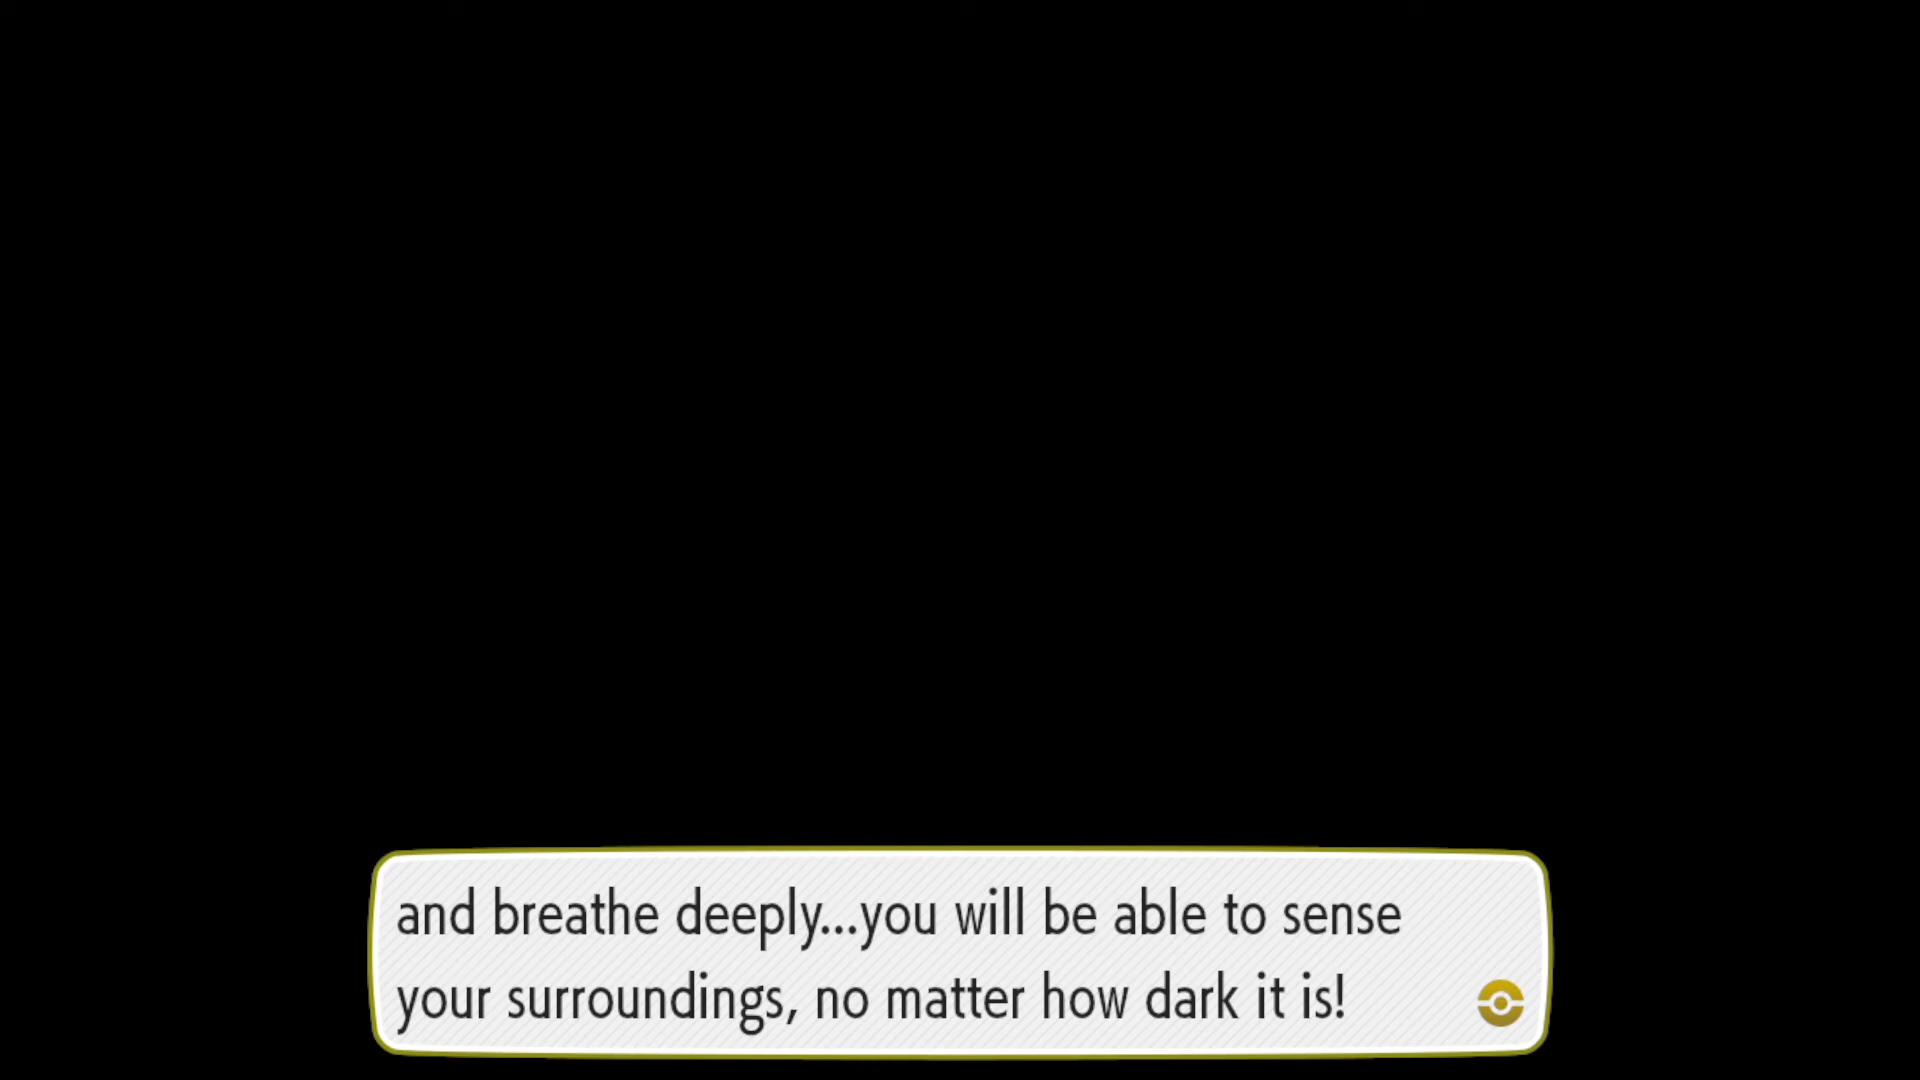 and breathe deeply...you will be able to sense
your surroundings, no matter how dark it is!